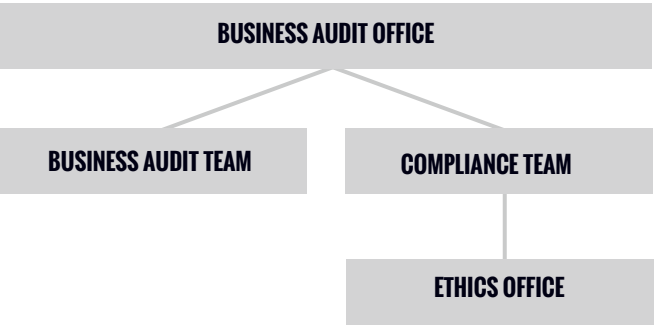 BUSINESS AUDIT OFFICE
BUSINESS AUDIT TEAM
COMPLIANCE TEAM
ETHICS OFFICE